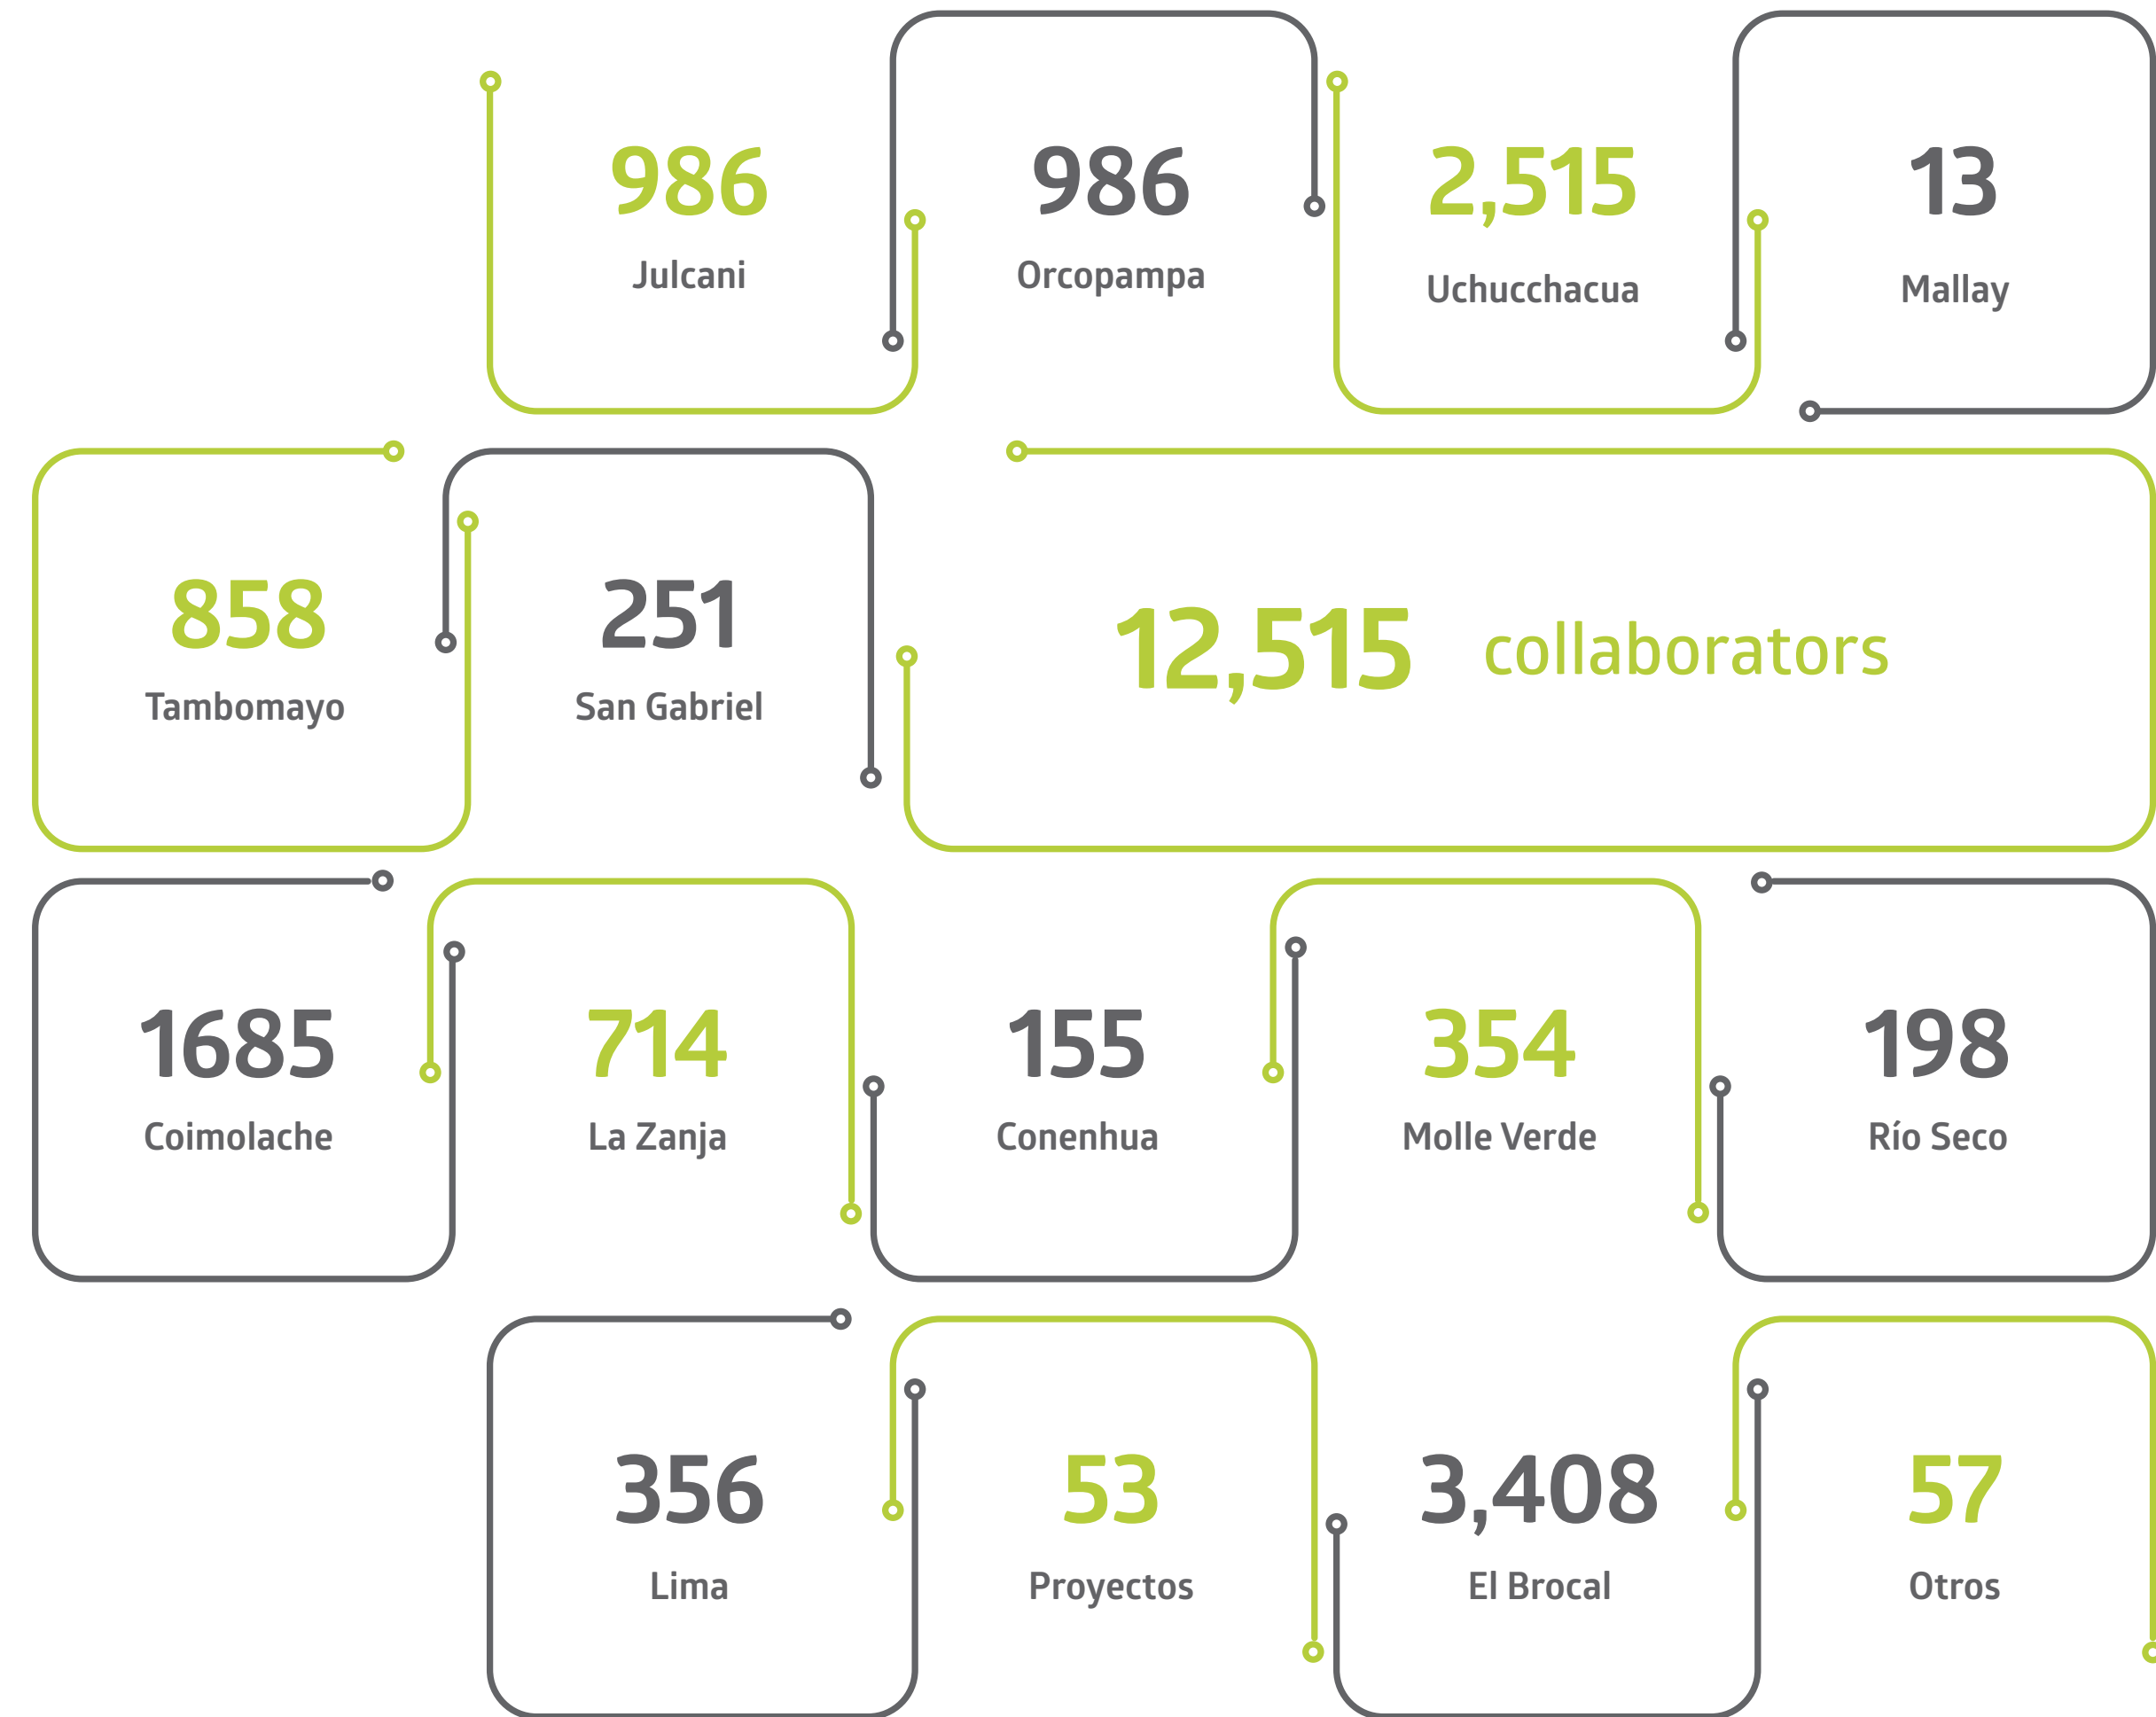 986
Julcani
986
Orcopampa
2,515
Uchucchacua
13
Mallay
858
Tambomayo
251
San Gabriel
12,515 collaborators
1685
Coimolache
714
La Zanja
155
Conenhua
354
Molle Verde
198
Río Seco
356
Lima
53
Proyectos
3,408
El Brocal
57
Otros